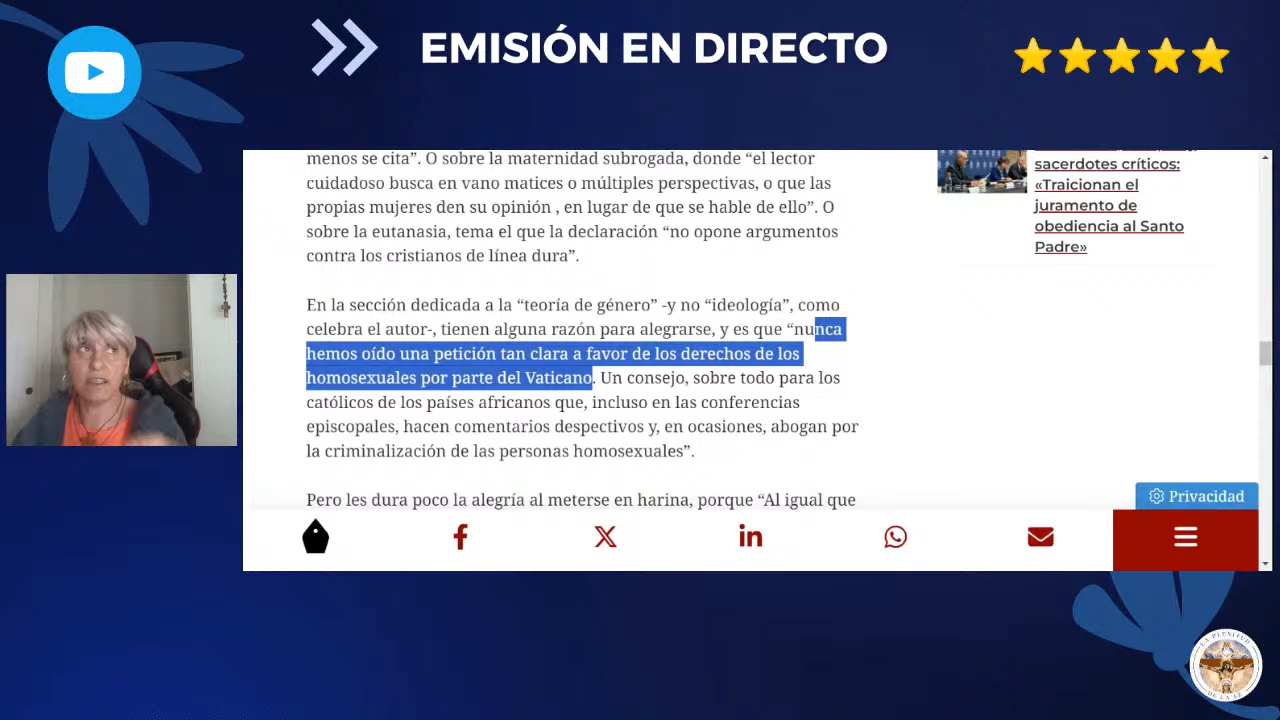 EMISIÓN EN DIRECTO
menos se cita”. O sobre la maternidad subrogada, donde “el lector
cuidadoso busca en vano matices o múltiples perspectivas, o que las
propias mujeres den su opinión , en lugar de que se hable de ello”. O
sobre la eutanasia, tema el que la declaración “no opone argumentos
contra los cristianos de línea dura”.
En la sección dedicada a la “teoría de género” -y no “ideología”, como
celebra el autor-, tienen alguna razón para alegrarse, y es que “nunca
hemos oído una petición tan clara a favor de los derechos de los
homosexuales por parte del Vaticano. Un consejo, sobre todo para los
católicos de los países africanos que, incluso en las conferencias
episcopales, hacen comentarios despectivos y, en ocasiones, abogan por
la criminalización de las personas homosexuales”.
Pero les dura poco la alegría al meterse en harina, porque “Al igual que
sacerdotes críticos:
«Traicionan el
juramento de
obediencia al Santo
Padre»
Privacidad
LA PLENITUD
DE LA FE